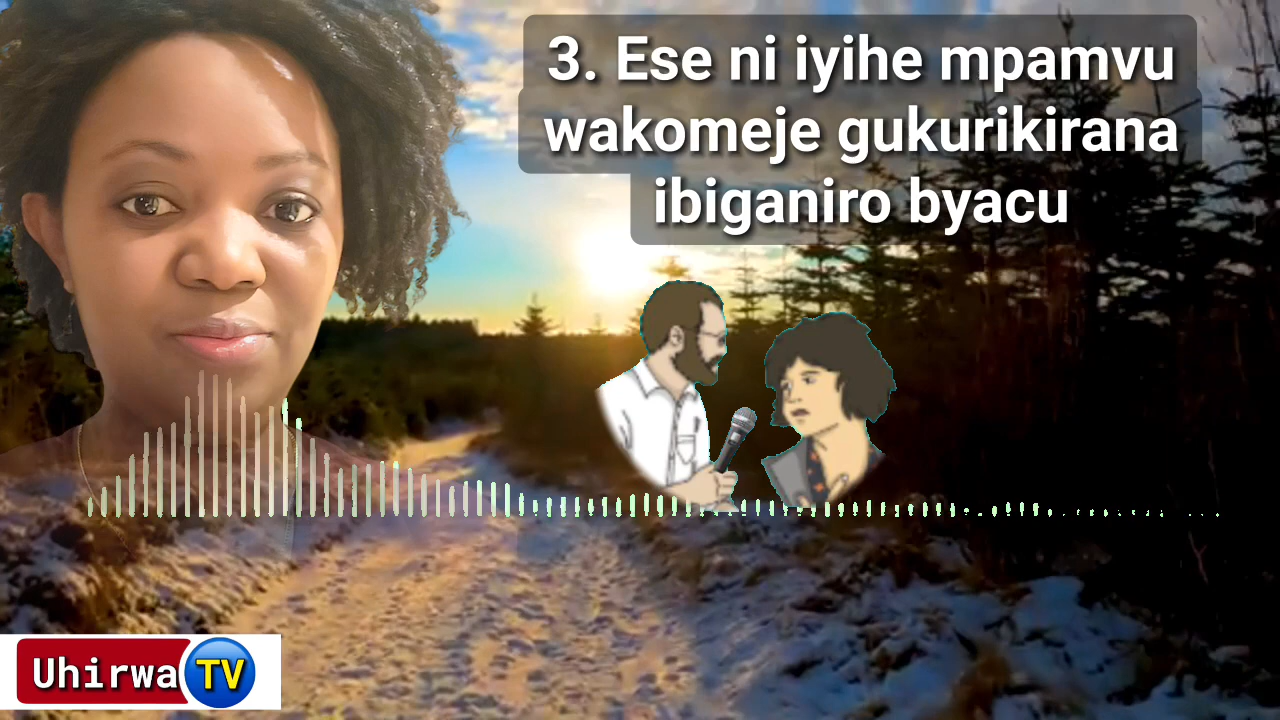 3. Ese ni iyihe mpamvu
wakomeje gukurikirana
ibiganiro byacu
Uhirwa TV